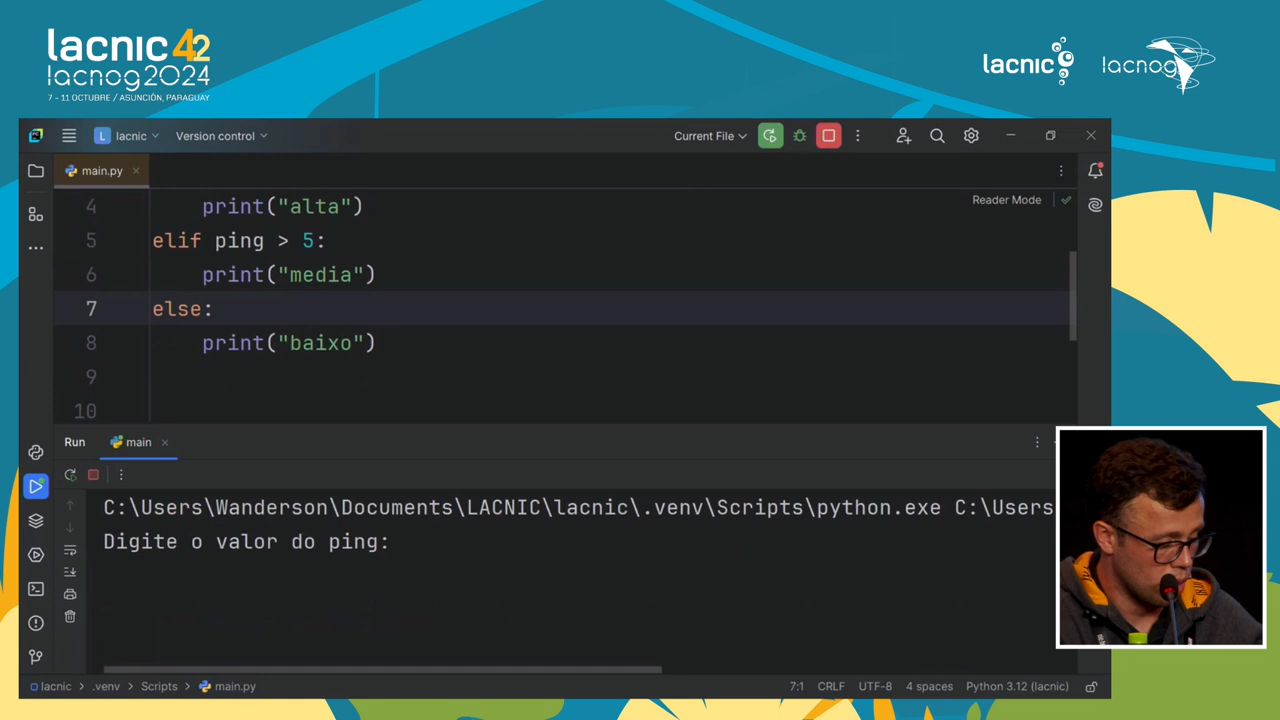 lacnic 42
lacnog2024
7 - 11 OCTUBRE / ASUNCIÓN, PARAGUAY
lacnic
lacnog
L lacnic
Version control
Current File
main.py
Reader Mode
4 print("alta")
5 elif ping > 5:
6 print("media")
7 else:
8 print("baixo")
9
10
Run
main
C:\Users\Wanderson\Documents\LACNIC\lacnic\.venv\Scripts\python.exe C:\Users
Digite o valor do ping:
lacnic > .venv > Scripts > main.py
7:1 CRLF UTF-8 4 spaces Python 3.12 (lacnic)